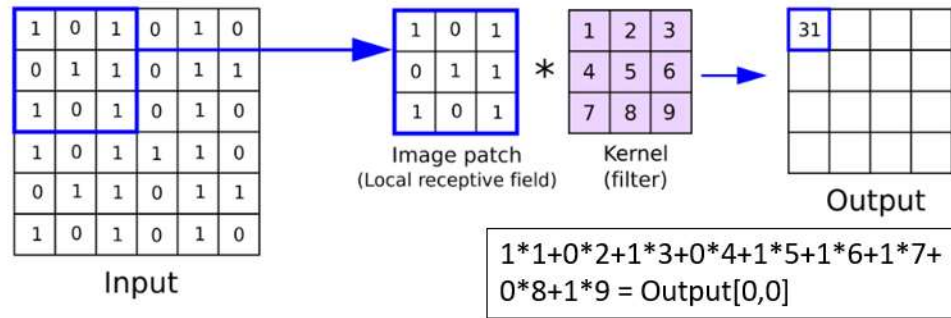 1 0 1 0 1 0
0 1 1 0 1 1
1 0 1 0 1 0
1 0 1 1 1 0
0 1 1 0 1 1
1 0 1 0 1 0
Input
1 0 1
0 1 1
1 0 1
Image patch
(Local receptive field)
*
1 2 3
4 5 6
7 8 9
Kernel
(filter)
31
Output
1*1+0*2+1*3+0*4+1*5+1*6+1*7+
0*8+1*9 = Output[0,0]